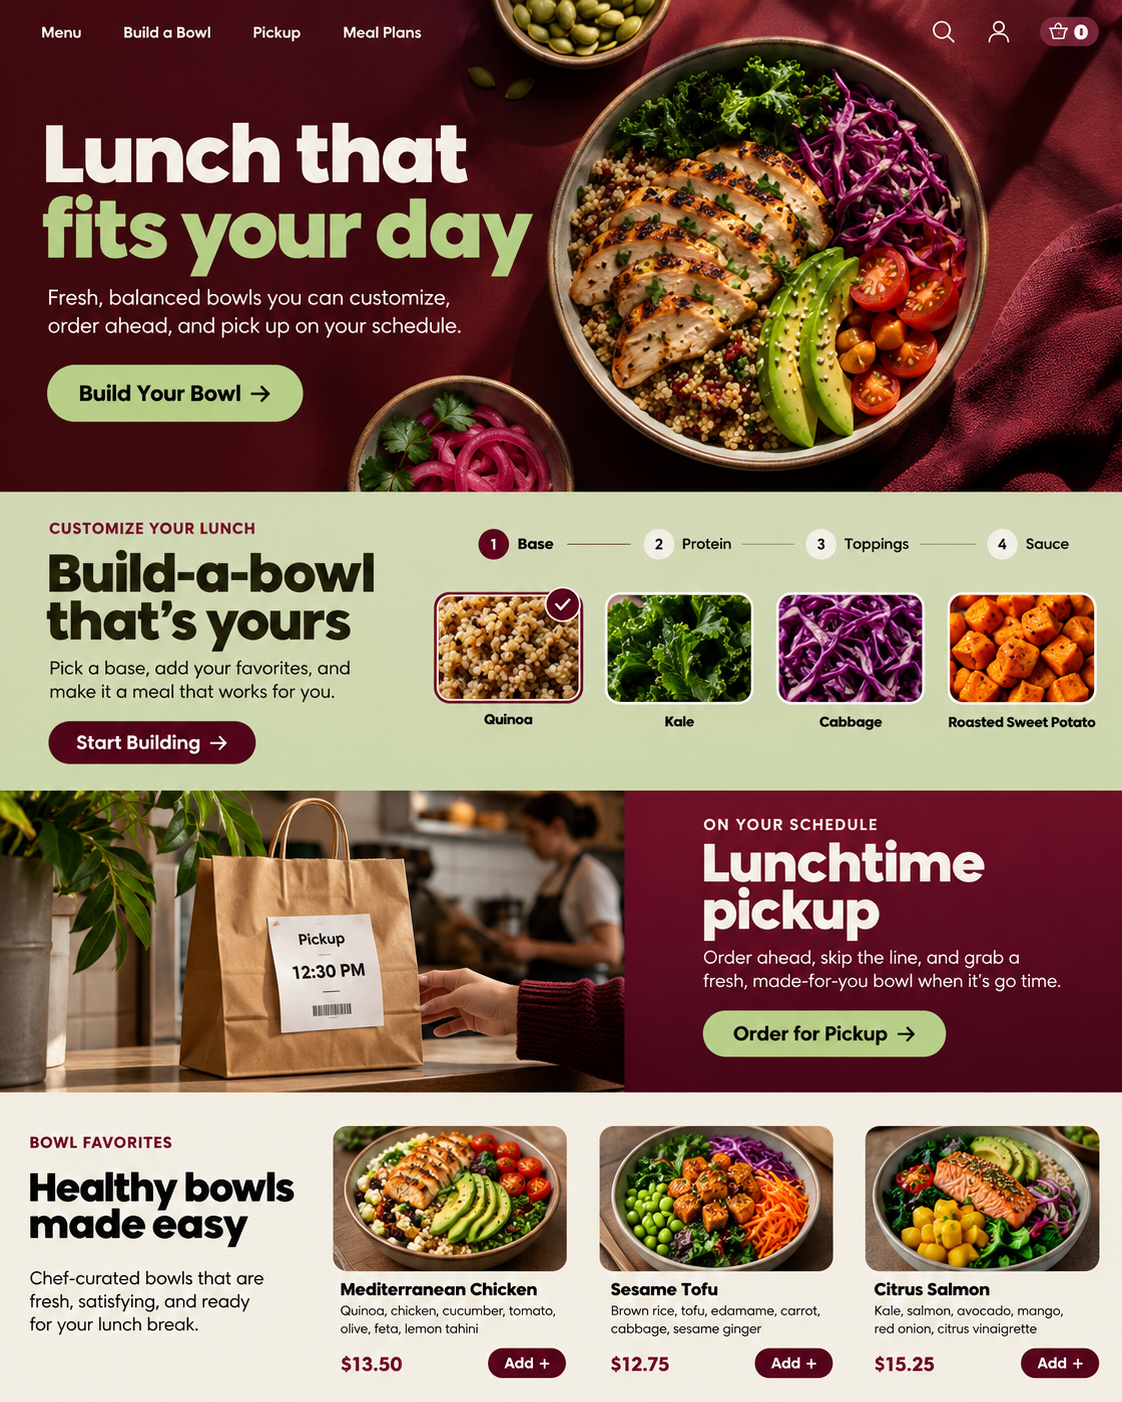 Menu
Build a Bowl
Pickup
Meal Plans
0
Lunch that
fits your day
Fresh, balanced bowls you can customize,
order ahead, and pick up on your schedule.
Build Your Bowl →
CUSTOMIZE YOUR LUNCH
Build-a-bowl
that’s yours
Pick a base, add your favorites, and
make it a meal that works for you.
Start Building →
1 Base
2 Protein
3 Toppings
4 Sauce
Quinoa
Kale
Cabbage
Roasted Sweet Potato
Pickup
12:30 PM
ON YOUR SCHEDULE
Lunchtime
pickup
Order ahead, skip the line, and grab a
fresh, made-for-you bowl when it’s go time.
Order for Pickup →
BOWL FAVORITES
Healthy bowls
made easy
Chef-curated bowls that are
fresh, satisfying, and ready
for your lunch break.
Mediterranean Chicken
Quinoa, chicken, cucumber, tomato,
olive, feta, lemon tahini
$13.50
Add +
Sesame Tofu
Brown rice, tofu, edamame, carrot,
cabbage, sesame ginger
$12.75
Add +
Citrus Salmon
Kale, salmon, avocado, mango,
red onion, citrus vinaigrette
$15.25
Add +